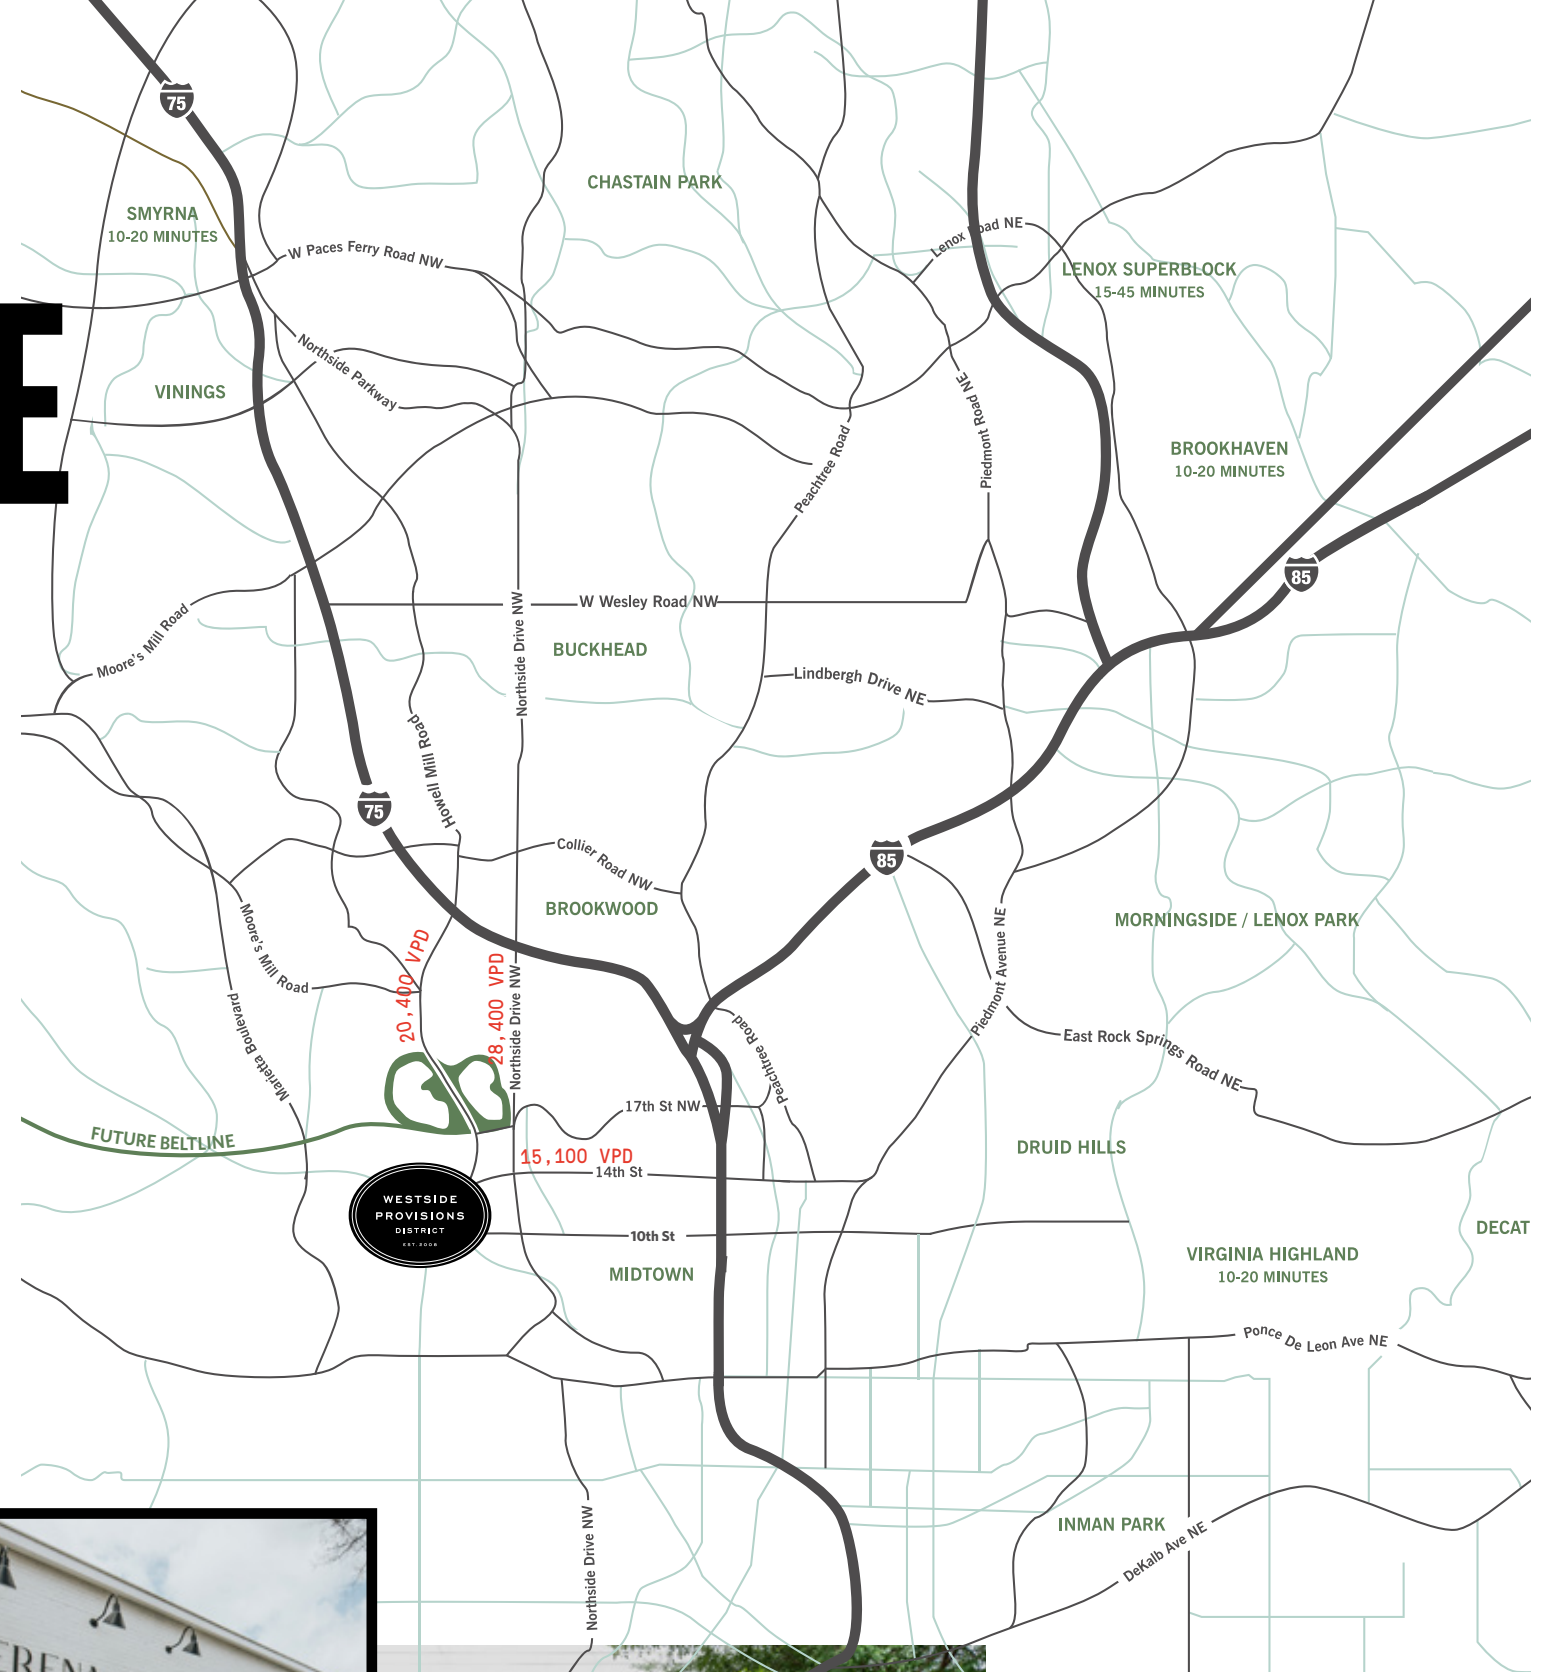 75
CHASTAIN PARK
SMYRNA
10-20 MINUTES
W Paces Ferry Road NW
Lenox Road NE
LENOX SUPERBLOCK
15-45 MINUTES
E
Northside Parkway
VININGS
Piedmont Road NE
Peachtree Road
BROOKHAVEN
10-20 MINUTES
85
W Wesley Road NW
Northside Drive NW
Moore's Mill Road
BUCKHEAD
Lindbergh Drive NE
Howell Mill Road
75
Collier Road NW
85
BROOKWOOD
MORNINGSIDE / LENOX PARK
Moore's Mill Road
20,400 VPD
28,400 VPD
Northside Drive NW
Piedmont Avenue NE
Marietta Boulevard
Peachtree Road
East Rock Springs Road NE
17th St NW
FUTURE BELTLINE
DRUID HILLS
15,100 VPD
14th St
WESTSIDE
PROVISIONS
DISTRICT
EST. 2008
10th St
DECAT
VIRGINIA HIGHLAND
10-20 MINUTES
MIDTOWN
Ponce De Leon Ave NE
INMAN PARK
DeKalb Ave NE
Northside Drive NW